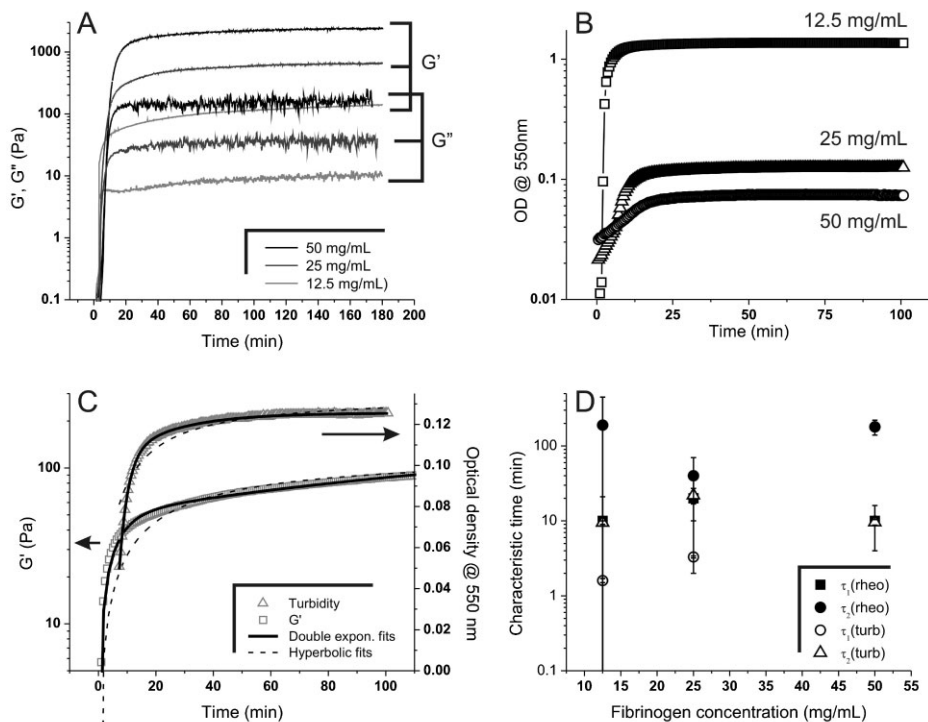 A
1000
100
10
1
0.1
G', G" (Pa)
G'
G"
50 mg/mL
25 mg/mL
12.5 mg/mL)
0 20 40 60 80 100 120 140 160 180 200
Time (min)
B
12.5 mg/mL
25 mg/mL
50 mg/mL
1
0.1
0.01
OD @ 550nm
0 25 50 75 100
Time (min)
C
100
10
G' (Pa)
0.12
0.10
0.08
0.06
0.04
0.02
0.00
Optical density @ 550 nm
Turbidity
G'
Double expon. fits
Hyperbolic fits
0 20 40 60 80 100
Time (min)
D
100
10
1
0.1
Characteristic time (min)
τ1(rheo)
τ2(rheo)
τ1(turb)
τ2(turb)
10 15 20 25 30 35 40 45 50 55
Fibrinogen concentration (mg/mL)